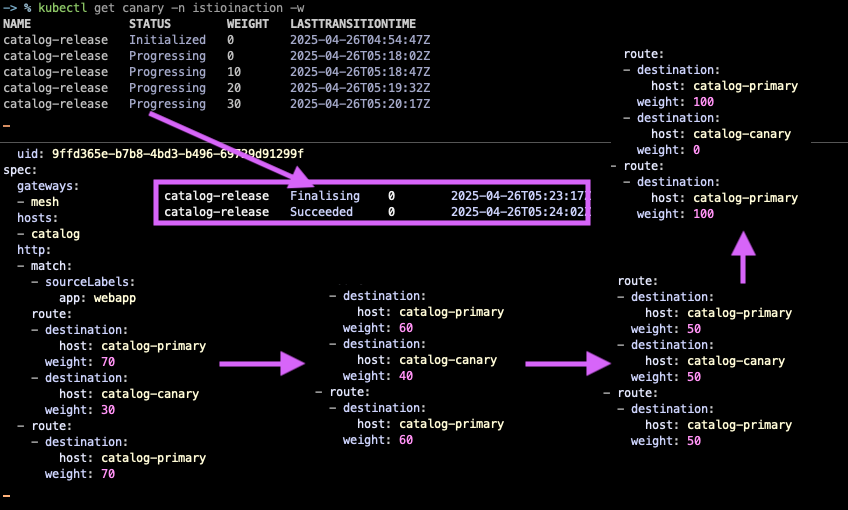 -> % kubectl get canary -n istioinaction -w
NAME STATUS WEIGHT LASTTRANSITIONTIME
catalog-release Initialized 0 2025-04-26T04:54:47Z
catalog-release Progressing 0 2025-04-26T05:18:02Z
catalog-release Progressing 10 2025-04-26T05:18:47Z
catalog-release Progressing 20 2025-04-26T05:19:32Z
catalog-release Progressing 30 2025-04-26T05:20:17Z
uid: 9ffd365e-b7b8-4bd3-b496-69729d91299f
spec:
gateways:
- mesh
hosts:
- catalog
http:
- match:
- sourceLabels:
app: webapp
route:
- destination:
host: catalog-primary
weight: 70
- destination:
host: catalog-canary
weight: 30
- route:
- destination:
host: catalog-primary
weight: 70
catalog-release Finalising 0 2025-04-26T05:23:17Z
catalog-release Succeeded 0 2025-04-26T05:24:02Z
- destination:
host: catalog-primary
weight: 60
- destination:
host: catalog-canary
weight: 40
- route:
- destination:
host: catalog-primary
weight: 60
route:
- destination:
host: catalog-primary
weight: 50
- destination:
host: catalog-canary
weight: 50
- route:
- destination:
host: catalog-primary
weight: 50
route:
- destination:
host: catalog-primary
weight: 100
- destination:
host: catalog-canary
weight: 0
- route:
- destination:
host: catalog-primary
weight: 100